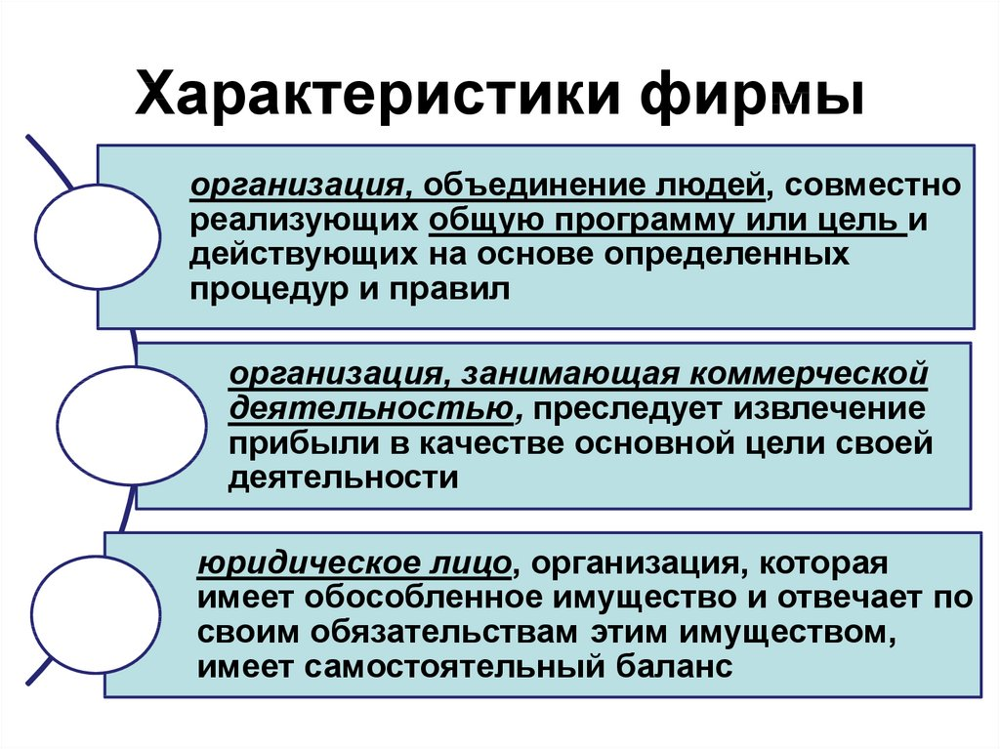 Характеристики фирмы
организация, объединение людей, совместно
реализующих общую программу или цель и
действующих на основе определенных
процедур и правил
организация, занимающая коммерческой
деятельностью, преследует извлечение
прибыли в качестве основной цели своей
деятельности
юридическое лицо, организация, которая
имеет обособленное имущество и отвечает по
своим обязательствам этим имуществом,
имеет самостоятельный баланс